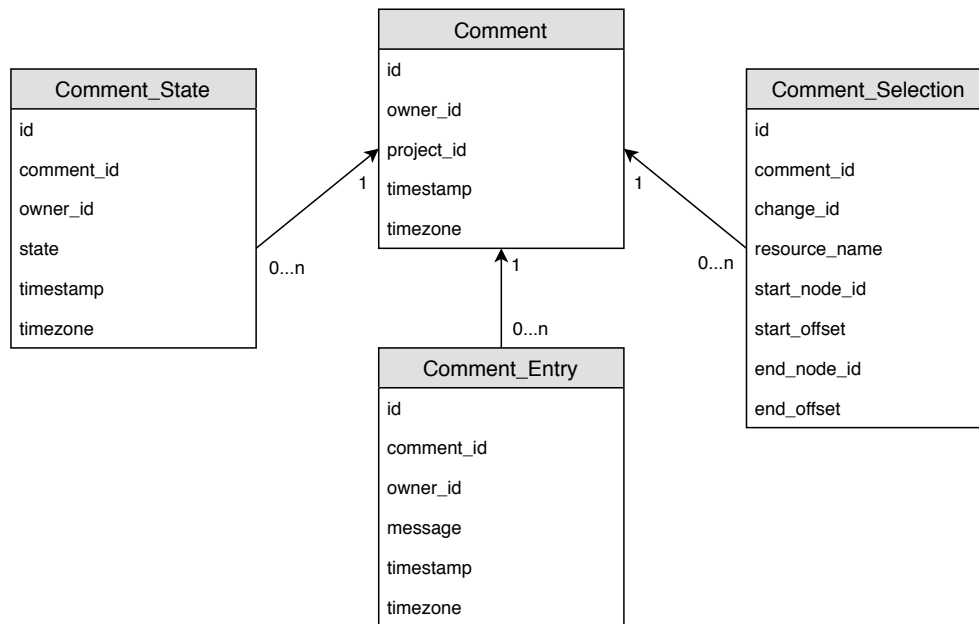 Comment
id
owner_id
project_id
timestamp
timezone
Comment_State
id
comment_id
owner_id
state
timestamp
timezone
Comment_Selection
id
comment_id
change_id
resource_name
start_node_id
start_offset
end_node_id
end_offset
1
0...n
1
0...n
1
0...n
Comment_Entry
id
comment_id
owner_id
message
timestamp
timezone